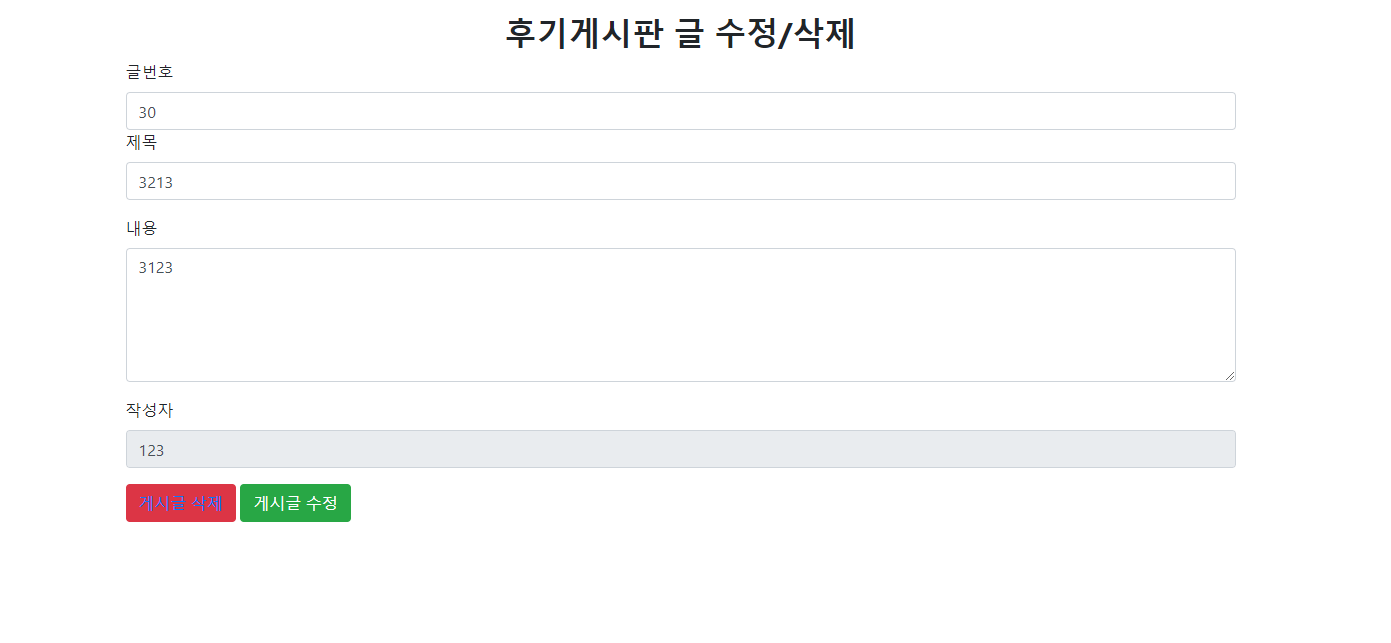 후기게시판 글 수정/삭제
글번호
30
제목
3213
내용
3123
작성자
123
게시글 삭제 게시글 수정